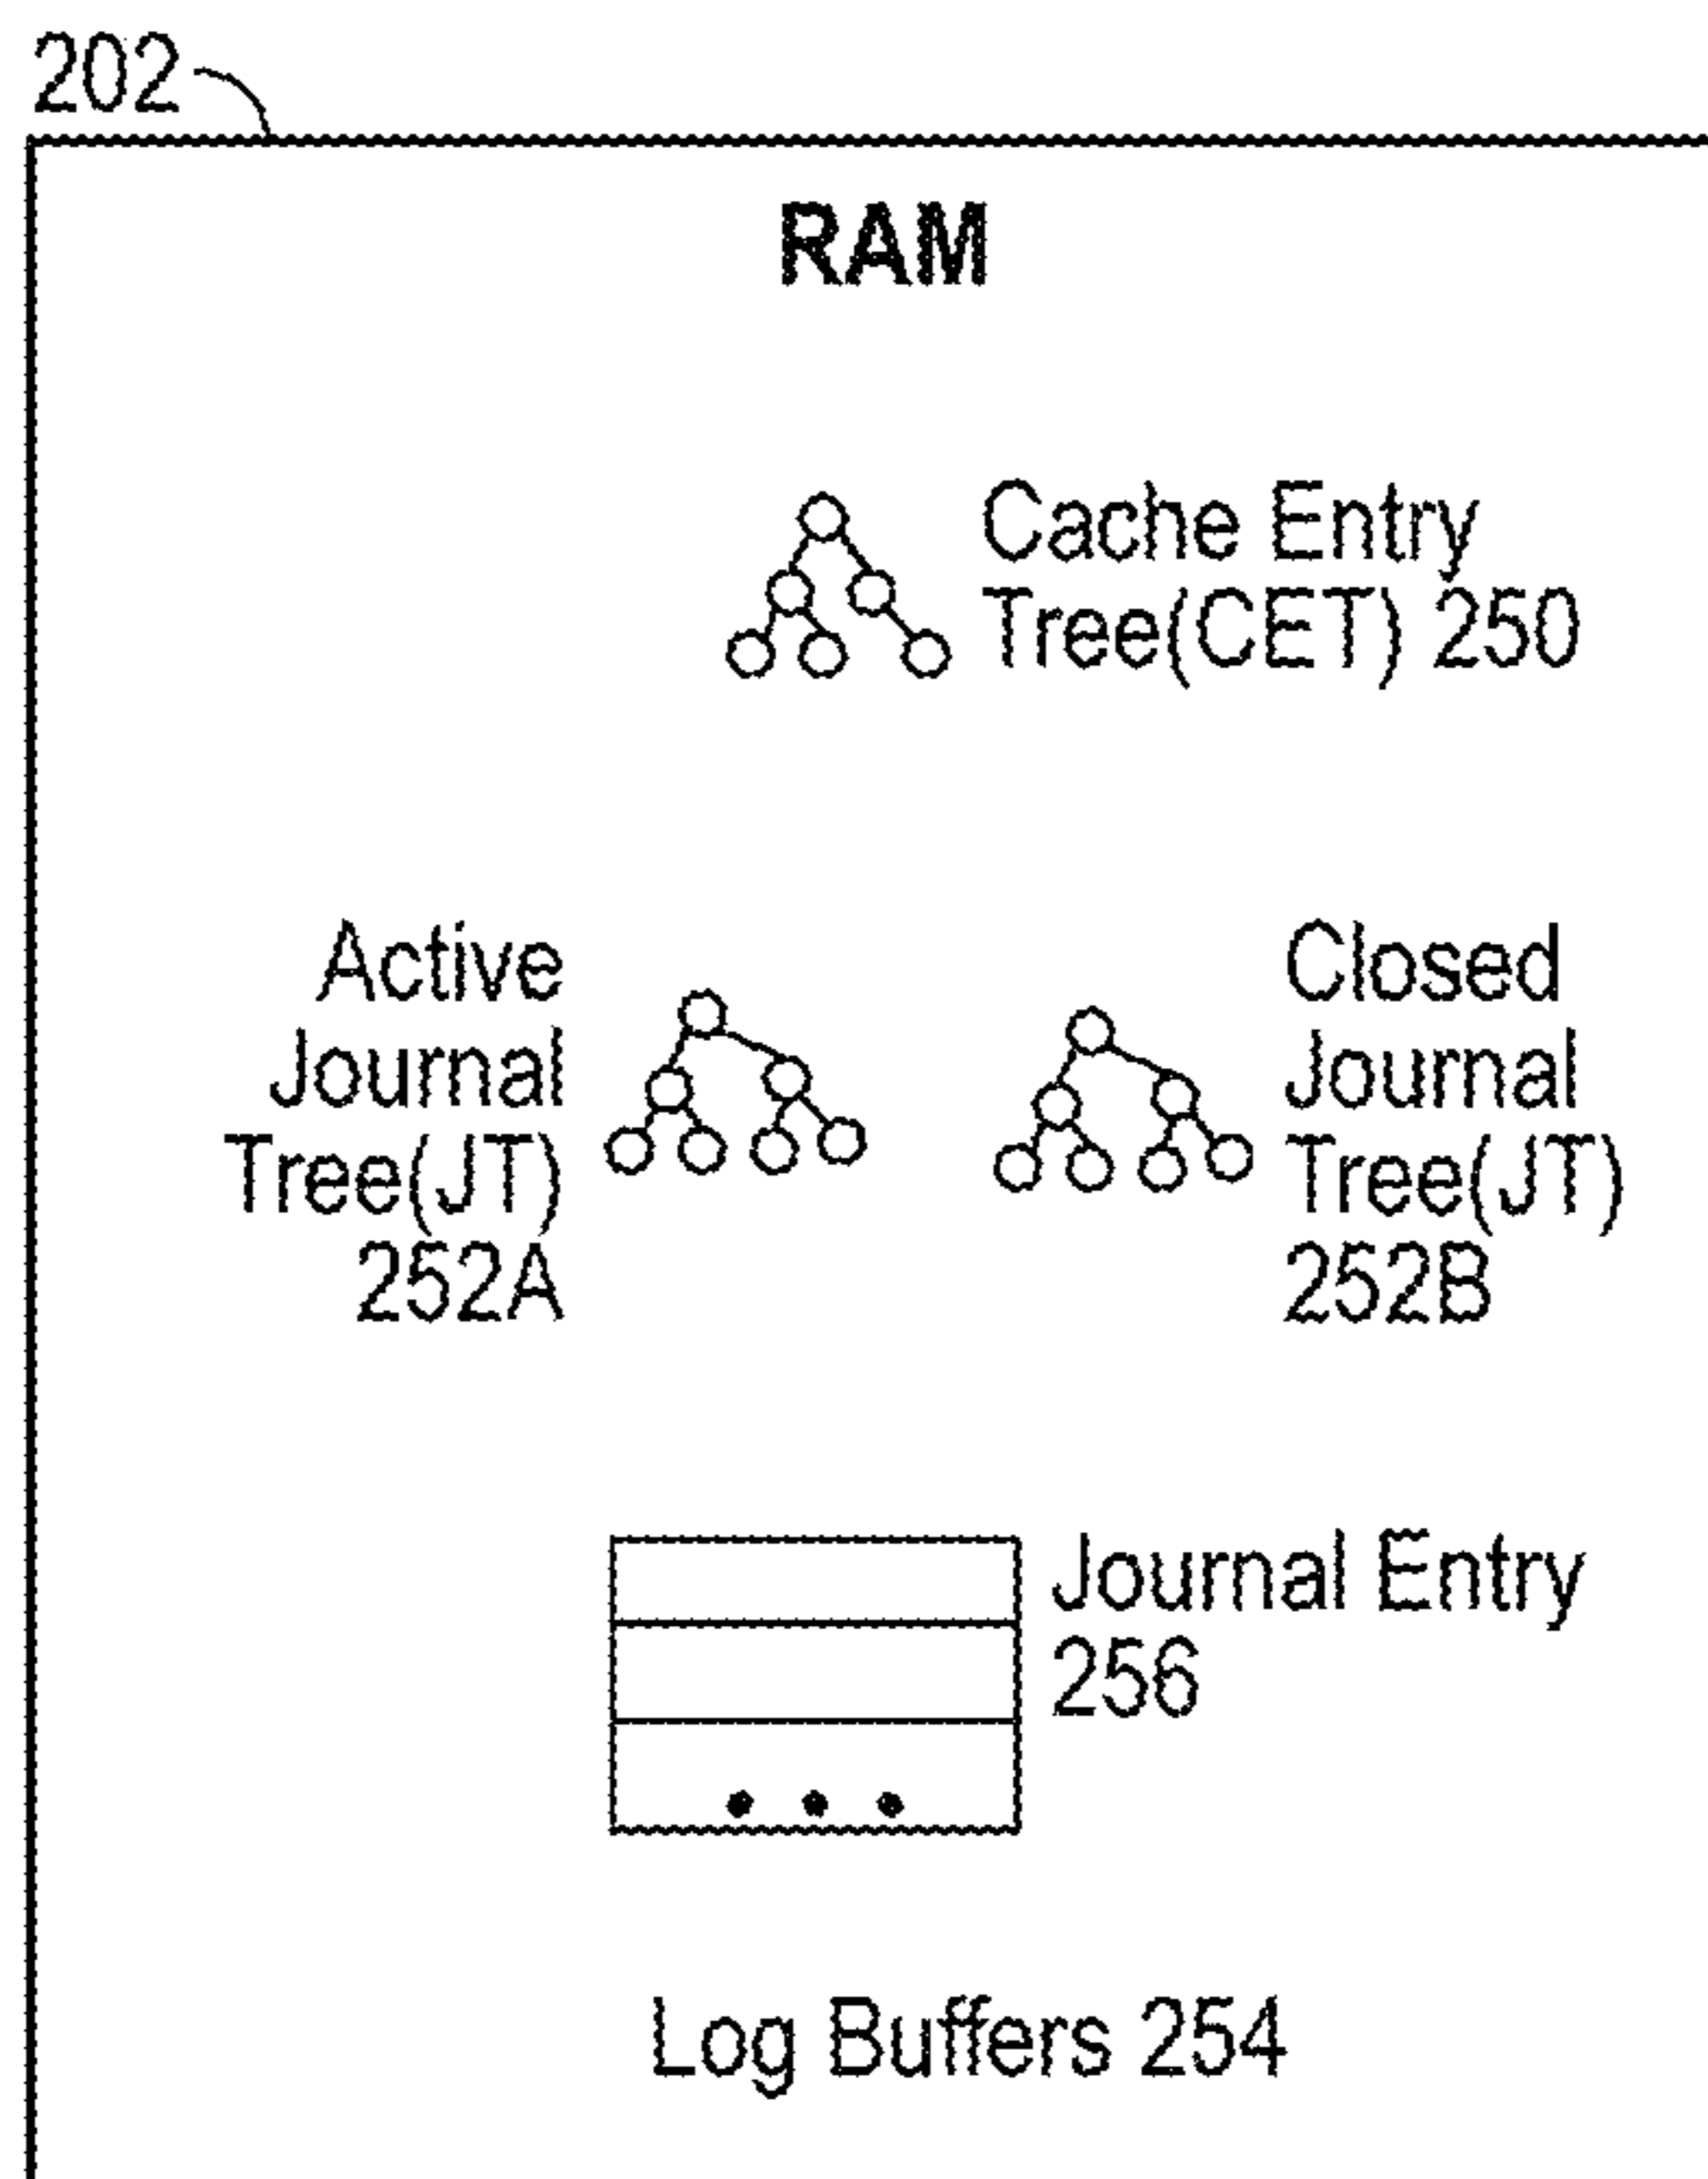 202
RAM
Cache Entry
Tree(CET) 250
Active
Journal
Tree(JT)
252A
Closed
Journal
Tree(JT)
252B
Journal Entry
256
Log Buffers 254